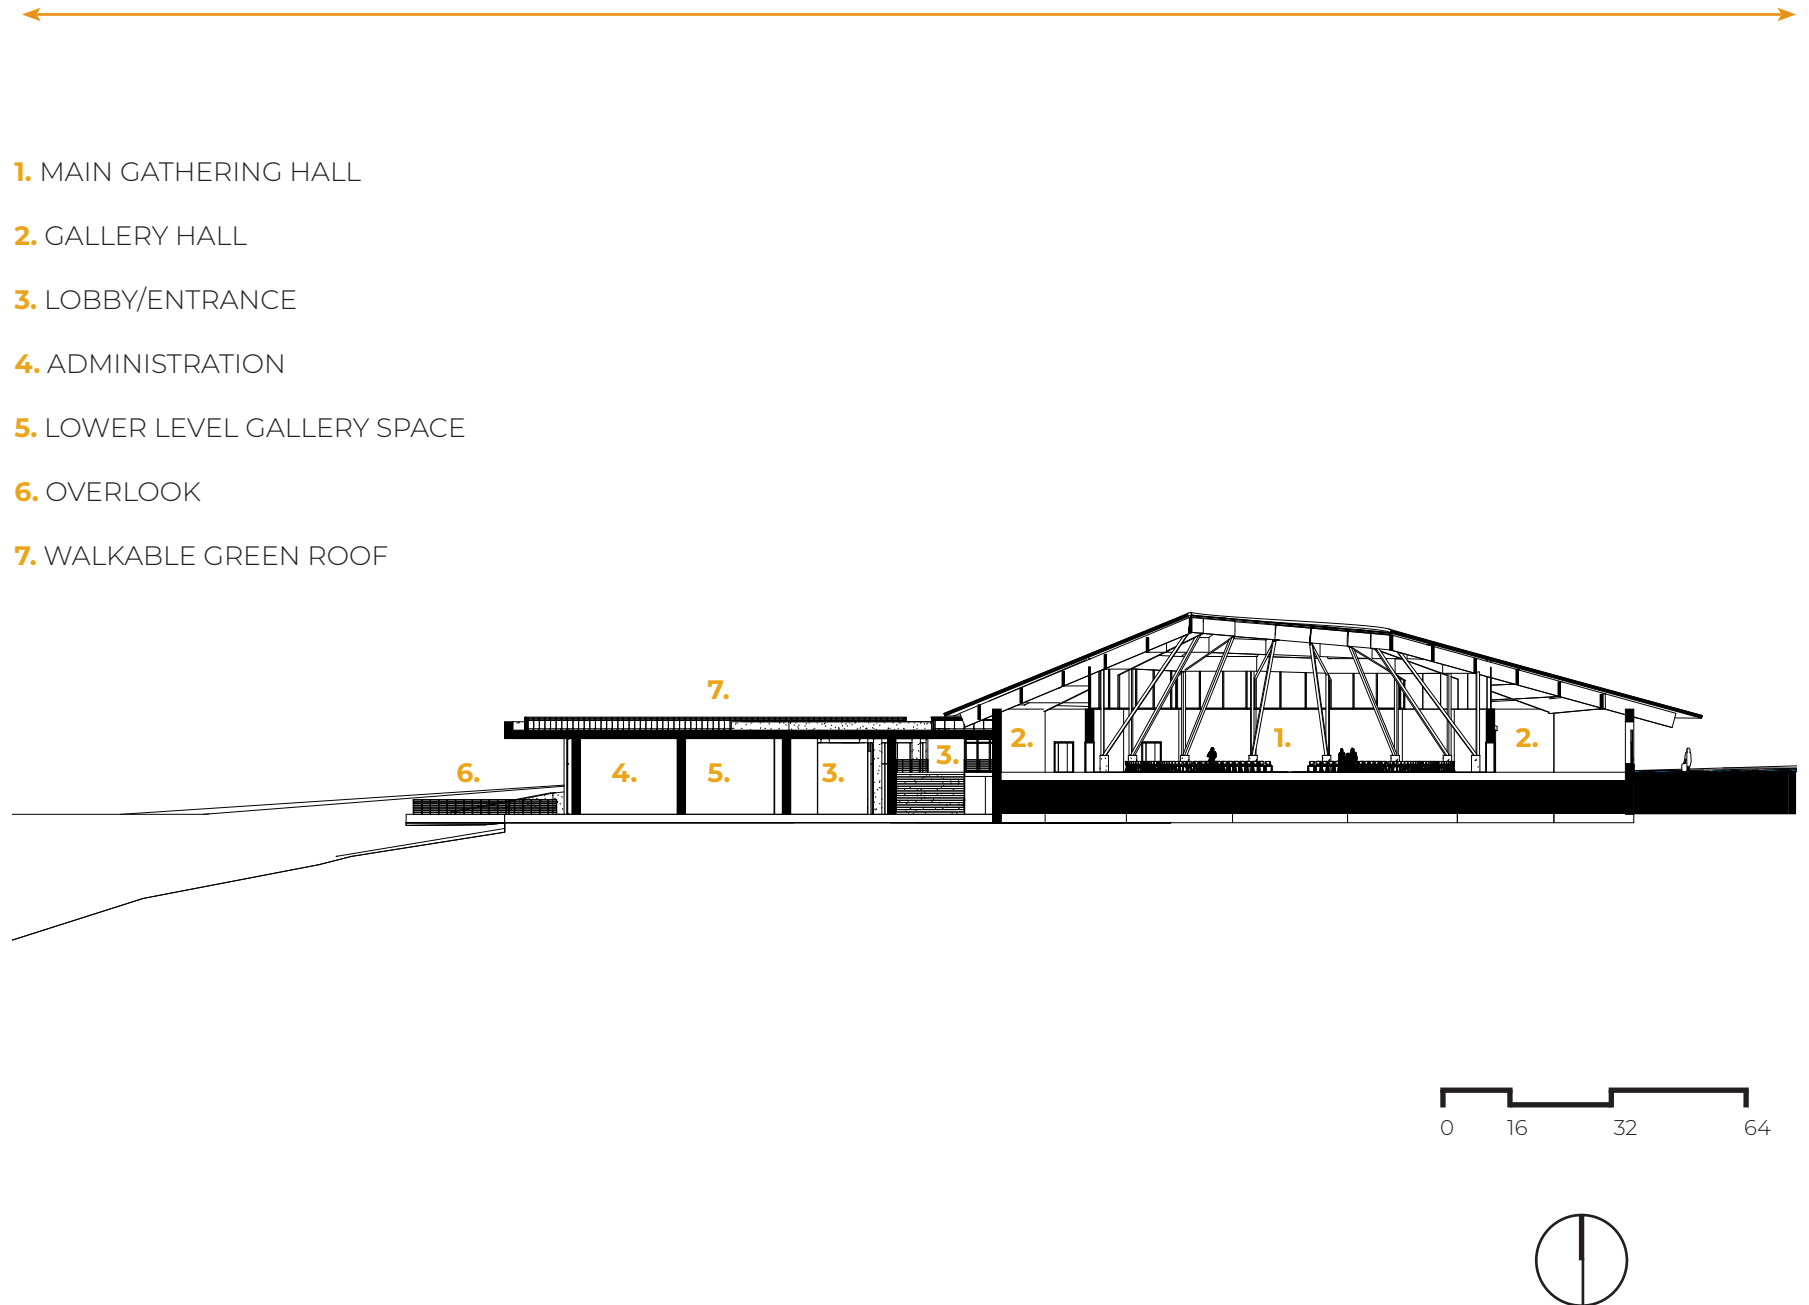 1. MAIN GATHERING HALL
2. GALLERY HALL
3. LOBBY/ENTRANCE
4. ADMINISTRATION
5. LOWER LEVEL GALLERY SPACE
6. OVERLOOK
7. WALKABLE GREEN ROOF
7.
2. 1. 2.
3.
6. 4. 5. 3.
0 16 32 64